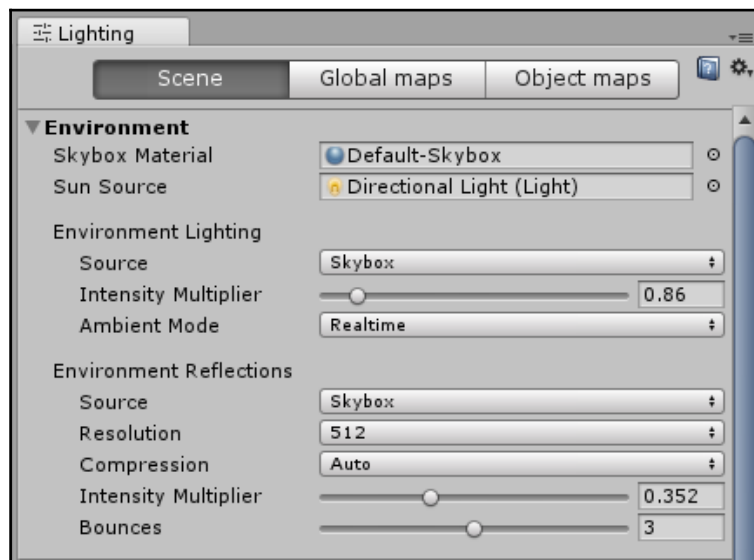 Lighting
Scene Global maps Object maps
Environment
Skybox Material Default-Skybox
Sun Source Directional Light (Light)
Environment Lighting
Source Skybox
Intensity Multiplier 0.86
Ambient Mode Realtime
Environment Reflections
Source Skybox
Resolution 512
Compression Auto
Intensity Multiplier 0.352
Bounces 3